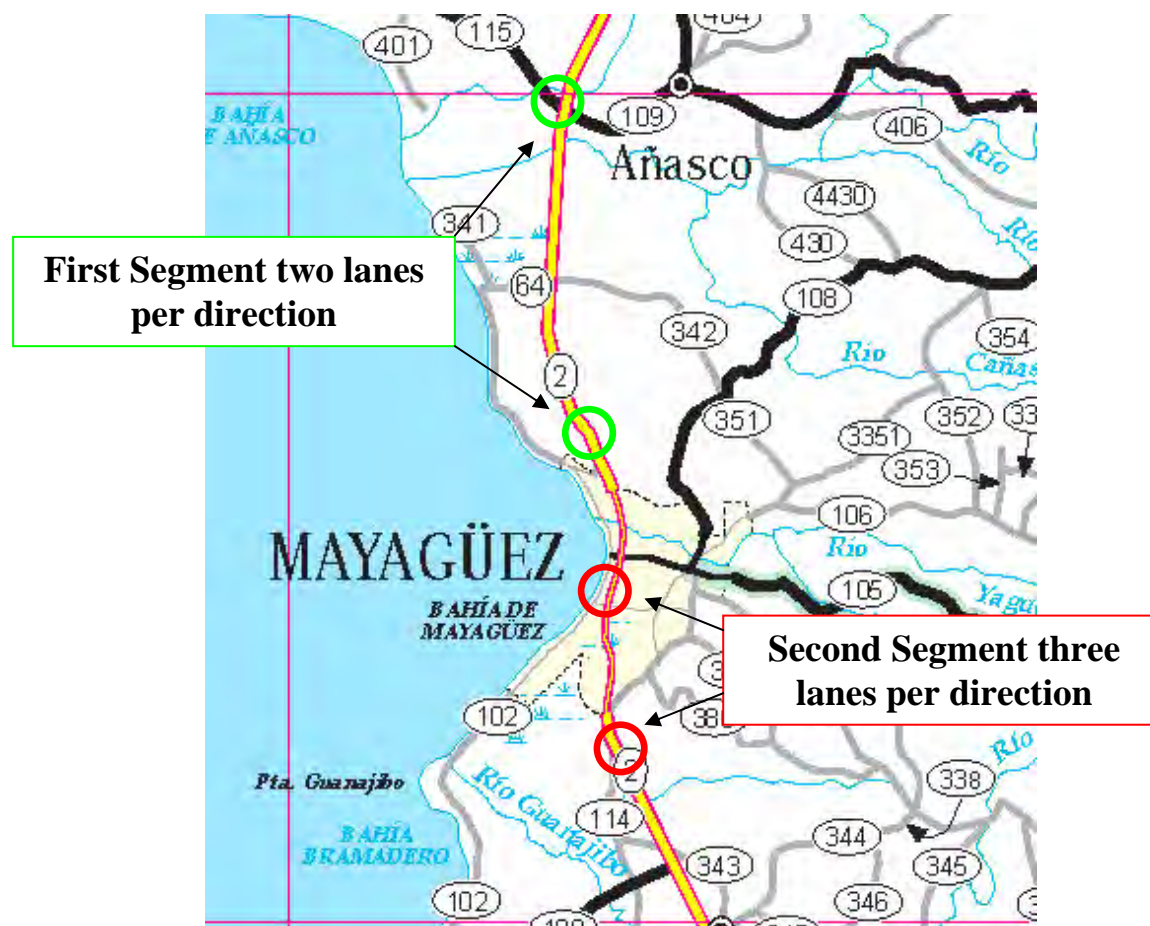 401
115
109
406
BAHÍA
DE AÑASCO
Añasco
Río
4430
341
430
Río
First Segment two lanes
per direction
64
108
342
354
Río
Cañas
2
351
352
3351
353
106
MAYAGÜEZ
Río
105
BAHÍA DE
MAYAGÜEZ
Second Segment three
lanes per direction
102
Río
Pta. Guanajibo
2
338
Río Guanajibo
114
344
BAHÍA
BRAMADERO
343
345
102
346